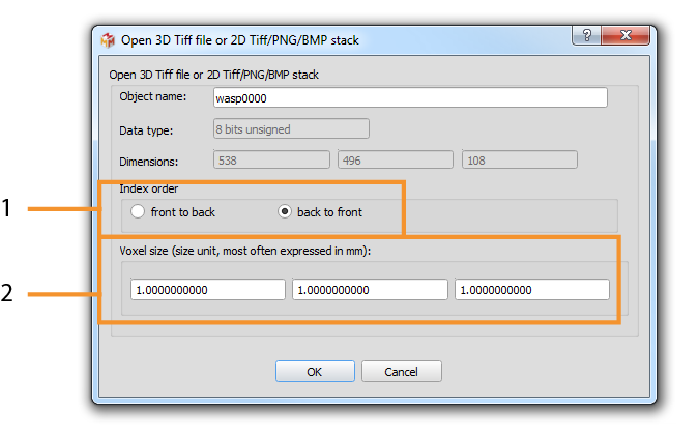 Open 3D Tiff file or 2D Tiff/PNG/BMP stack
?
Open 3D Tiff file or 2D Tiff/PNG/BMP stack
Object name: wasp0000
Data type: 8 bits unsigned
Dimensions: 538 496 108
Index order
1 front to back back to front
Voxel size (size unit, most often expressed in mm):
2 1.0000000000 1.0000000000 1.0000000000
OK Cancel